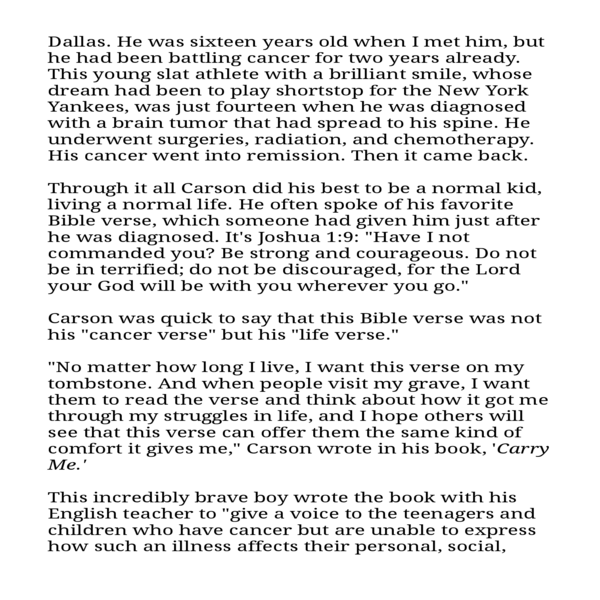 Dallas. He was sixteen years old when I met him, but
he had been battling cancer for two years already.
This young slat athlete with a brilliant smile, whose
dream had been to play shortstop for the New York
Yankees, was just fourteen when he was diagnosed
with a brain tumor that had spread to his spine. He
underwent surgeries, radiation, and chemotherapy.
His cancer went into remission. Then it came back.

Through it all Carson did his best to be a normal kid,
living a normal life. He often spoke of his favorite
Bible verse, which someone had given him just after
he was diagnosed. It's Joshua 1:9: "Have I not
commanded you? Be strong and courageous. Do not
be in terrified; do not be discouraged, for the Lord
your God will be with you wherever you go."

Carson was quick to say that this Bible verse was not
his "cancer verse" but his "life verse."

"No matter how long I live, I want this verse on my
tombstone. And when people visit my grave, I want
them to read the verse and think about how it got me
through my struggles in life, and I hope others will
see that this verse can offer them the same kind of
comfort it gives me," Carson wrote in his book, 'Carry
Me.'

This incredibly brave boy wrote the book with his
English teacher to "give a voice to the teenagers and
children who have cancer but are unable to express
how such an illness affects their personal, social,